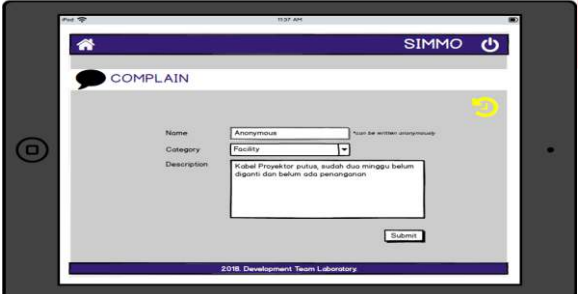 iPad
11:37 AM
SIMMO
COMPLAIN
Name
Anonymous
*can be written anonymously
Category
Facility
Description
Kabel Proyektor putus, sudah dua minggu belum
diganti dan belum ada penanganan
Submit
2018. Development Team Laboratory.